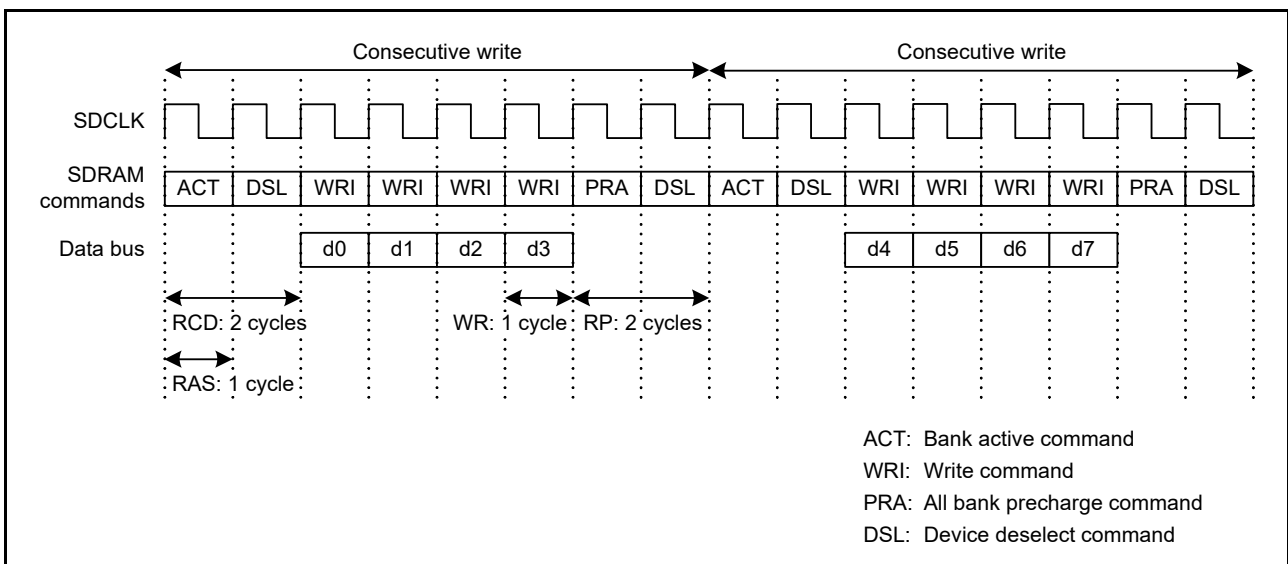 Consecutive write Consecutive write
SDCLK
SDRAM
commands
ACT DSL WRI WRI WRI WRI PRA DSL ACT DSL WRI WRI WRI WRI PRA DSL
Data bus d0 d1 d2 d3 d4 d5 d6 d7
RCD: 2 cycles WR: 1 cycle RP: 2 cycles
RAS: 1 cycle
ACT: Bank active command
WRI: Write command
PRA: All bank precharge command
DSL: Device deselect command